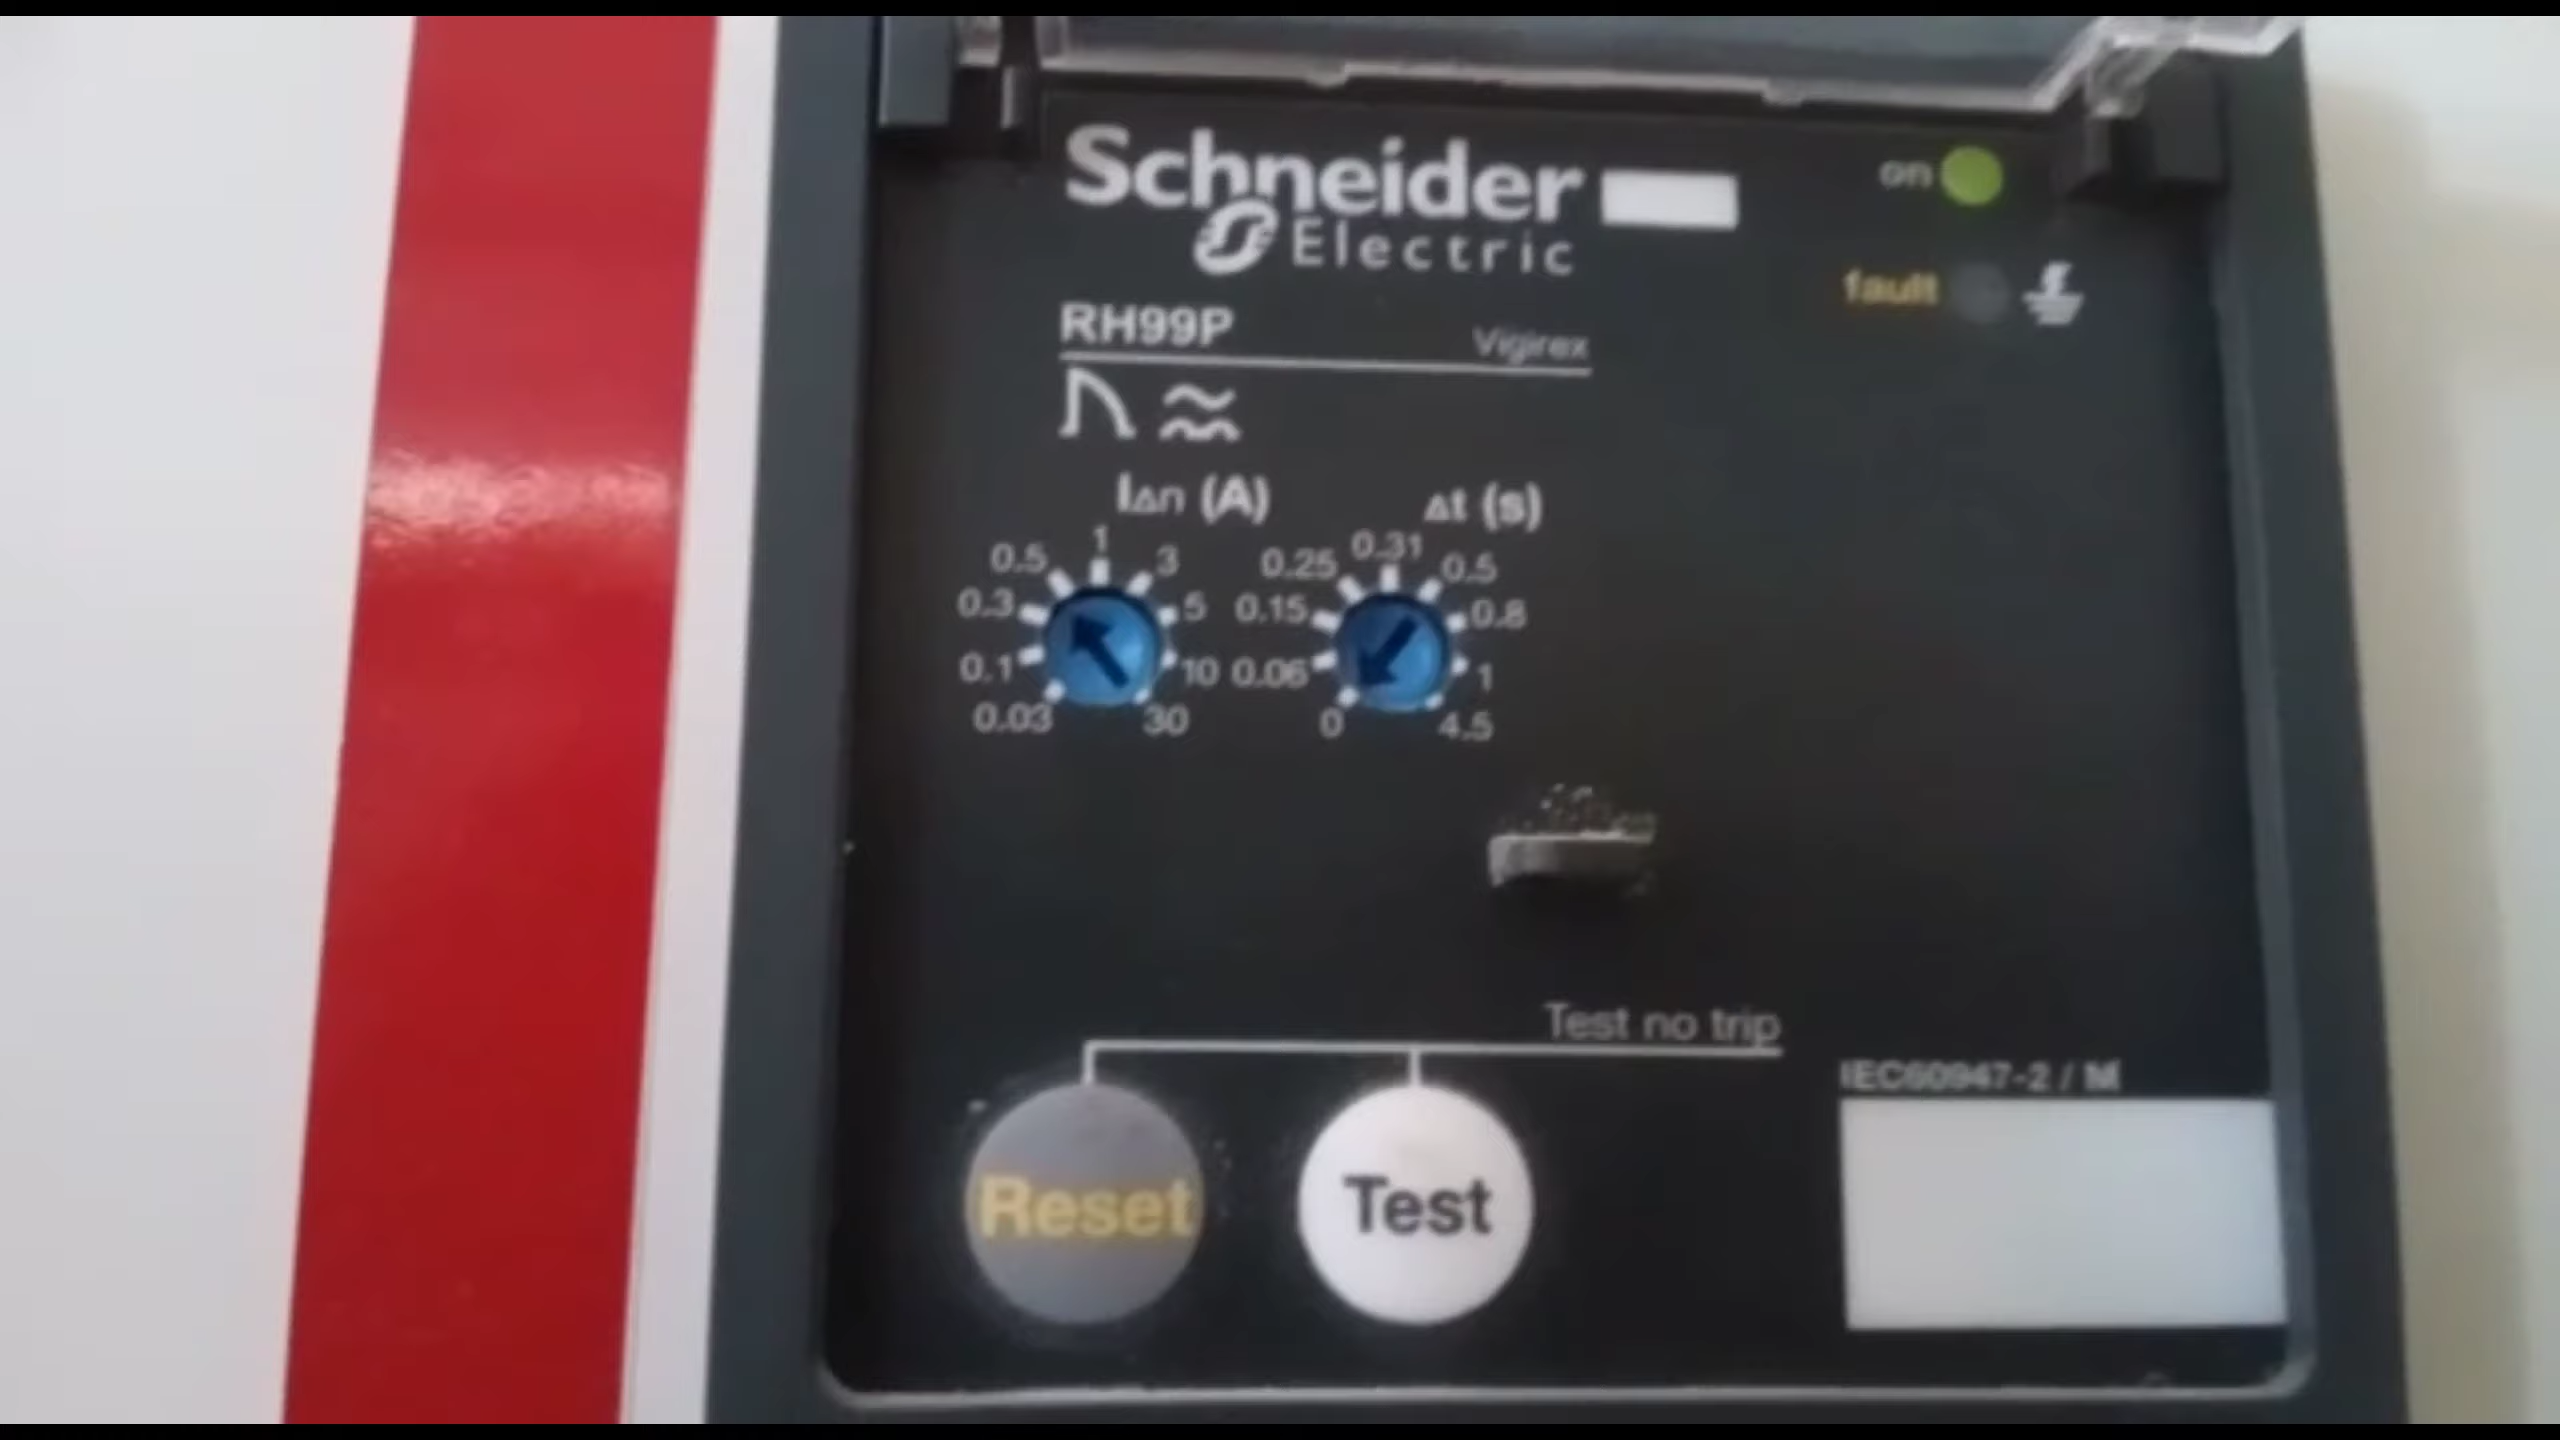 Schneider
Electric
on
fault
RH99P Vigirex
IΔn (A) Δt (s)
0.03 0.1 0.3 0.5 1 3 5 10 30
0 0.06 0.15 0.25 0.31 0.5 0.8 1 4.5
Test no trip
Reset Test
IEC60947-2 / M